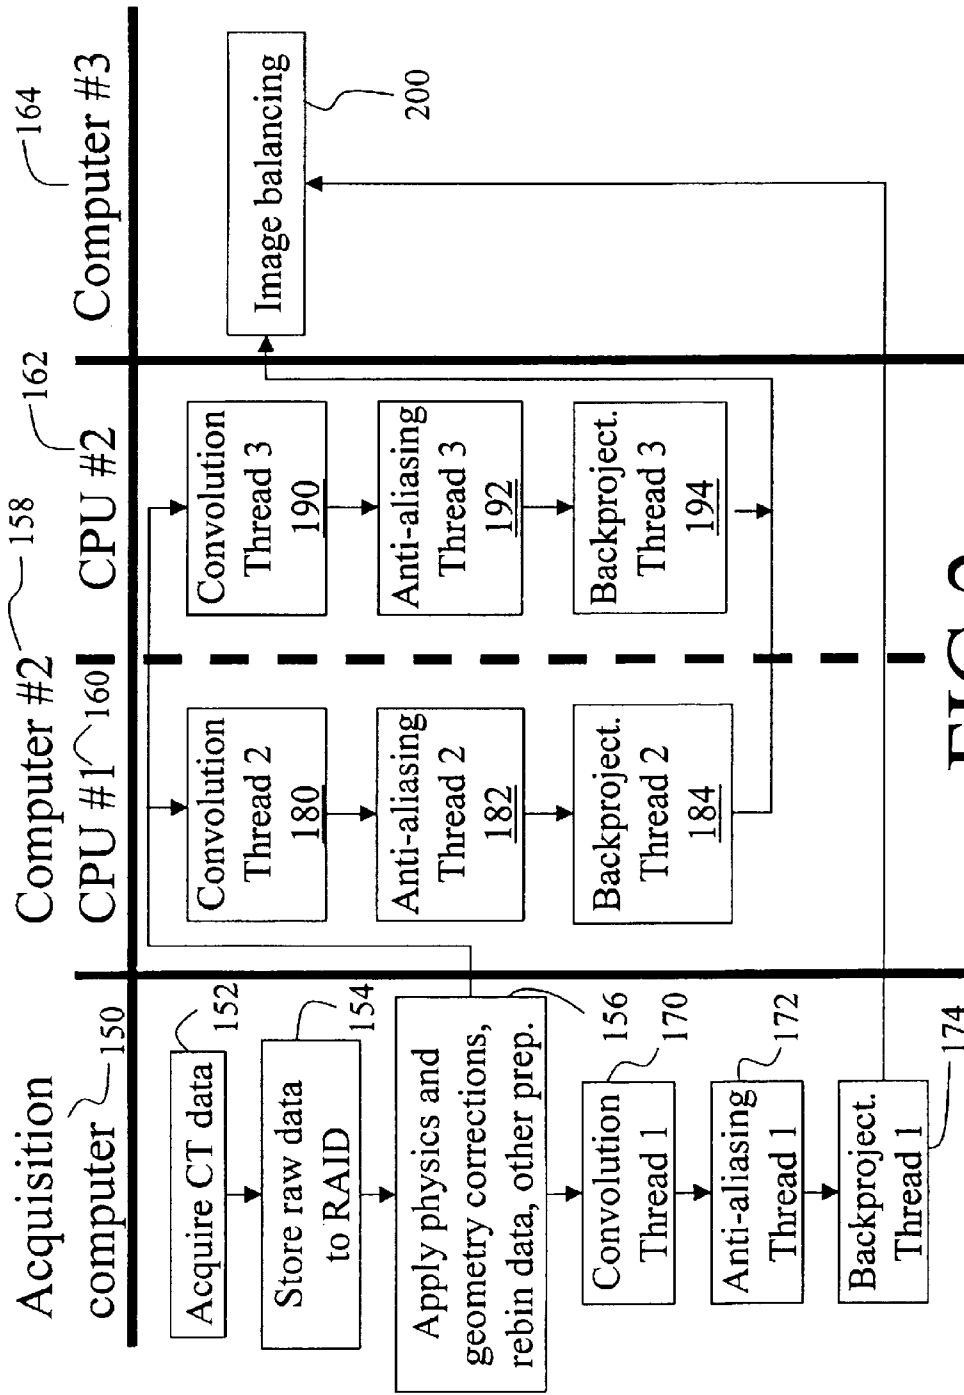 Acquisition
computer
150
Computer #2
158
CPU #1
160
CPU #2
162
Computer #3
164
Acquire CT data
152
Store raw data
to RAID
154
Apply physics and
geometry corrections,
rebin data, other prep.
156
Convolution
Thread 1
170
Anti-aliasing
Thread 1
172
Backproject.
Thread 1
174
Convolution
Thread 2
180
Anti-aliasing
Thread 2
182
Backproject.
Thread 2
184
Convolution
Thread 3
190
Anti-aliasing
Thread 3
192
Backproject.
Thread 3
194
Image balancing
200